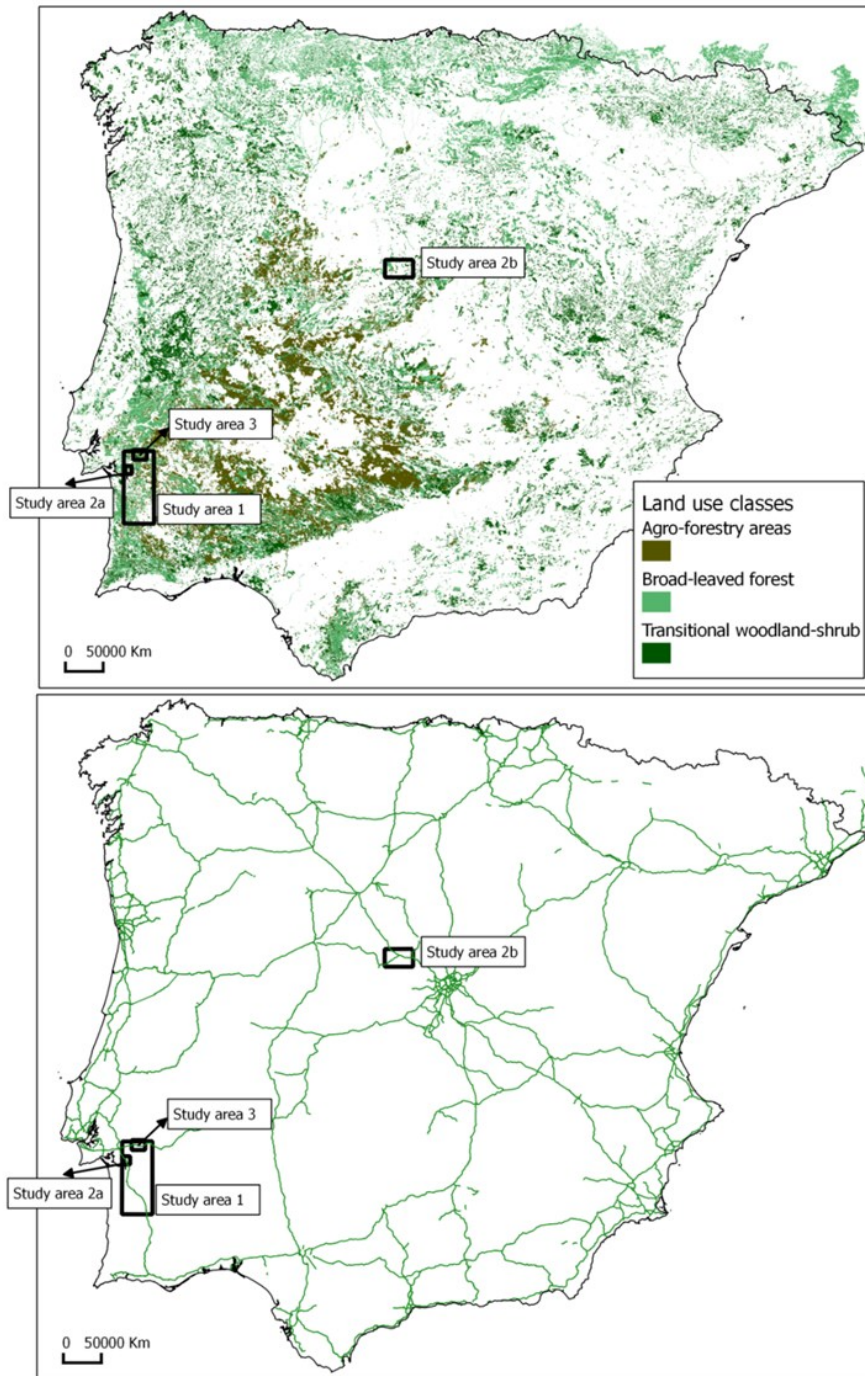 Study area 2b
Study area 3
Study area 2a
Study area 1
Land use classes
Agro-forestry areas
Broad-leaved forest
Transitional woodland-shrub
0 50000 Km
Study area 2b
Study area 3
Study area 2a
Study area 1
0 50000 Km